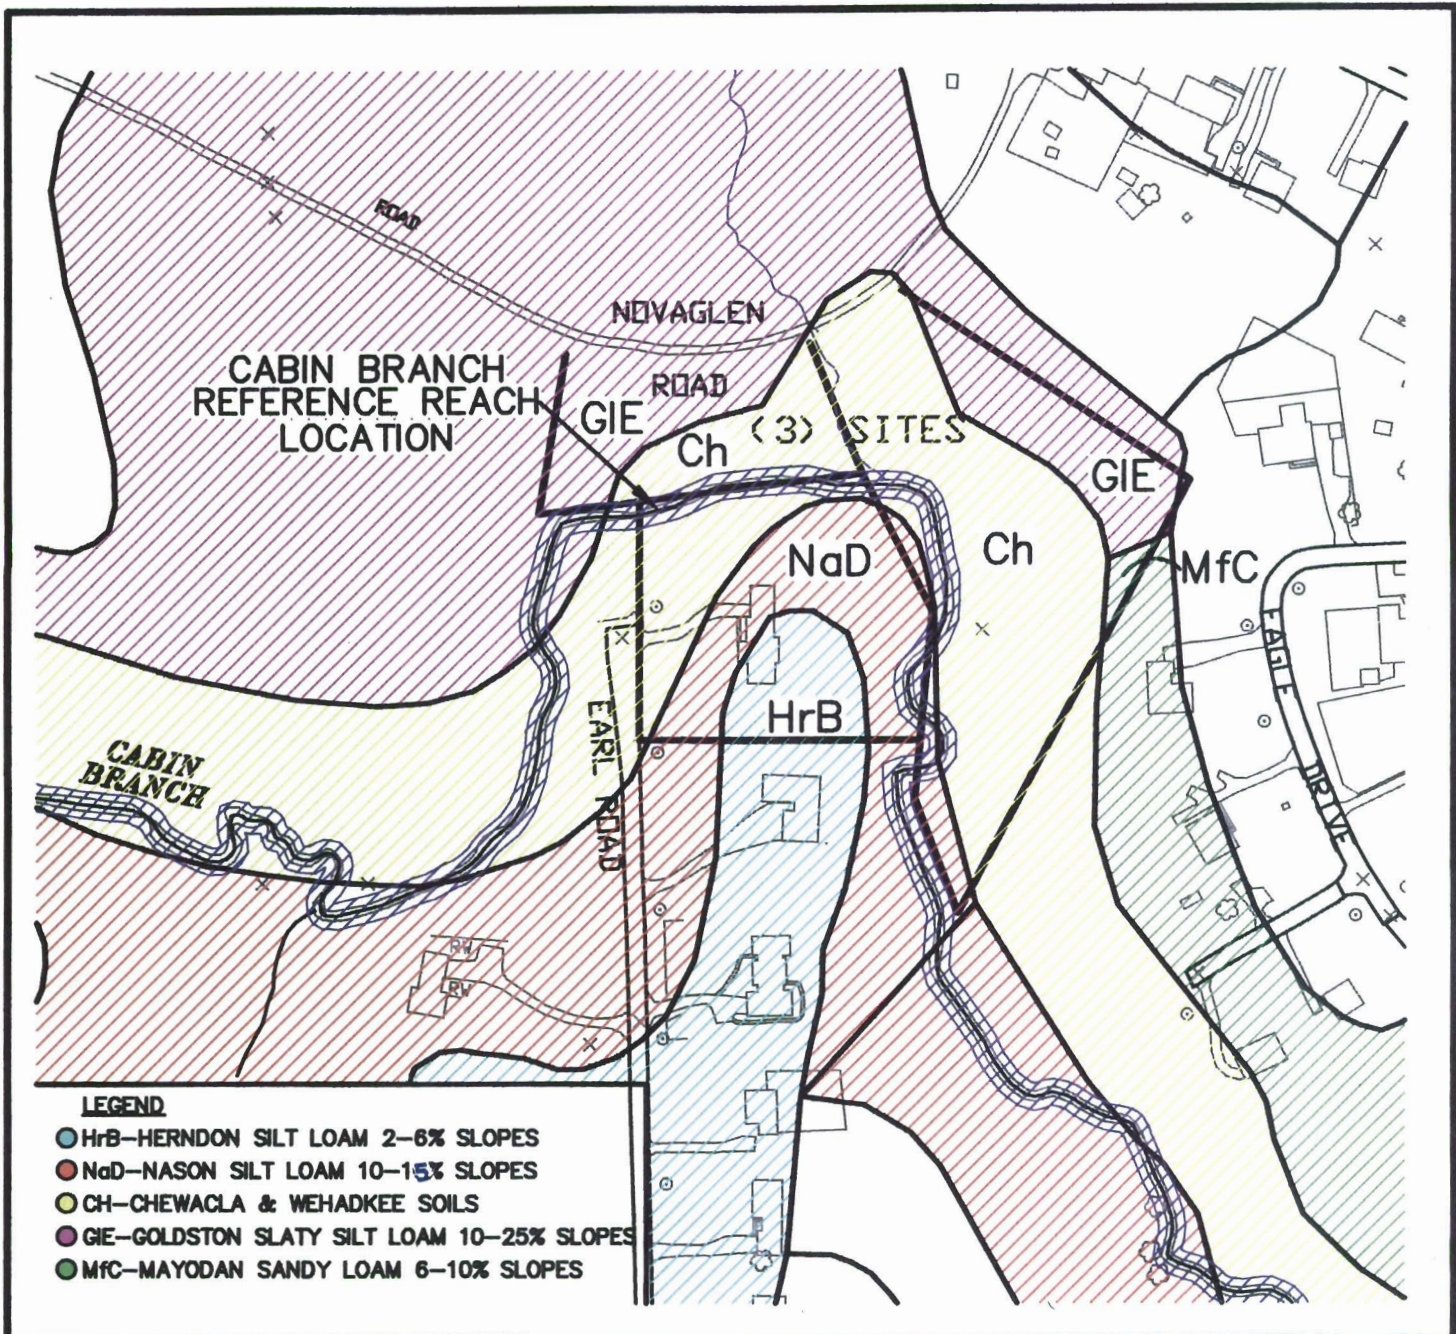 ROAD
NOVAGLEN
ROAD
CABIN BRANCH
REFERENCE REACH
LOCATION
GIE
Ch
(3) SITES
GIE
NaD
Ch
MfC
EAGLE DRIVE
HrB
EARL ROAD
CABIN
BRANCH
RW
RW
LEGEND
HrB-HERNDON SILT LOAM 2-6% SLOPES
NaD-NASON SILT LOAM 10-15% SLOPES
CH-CHEWACLA & WEHADKEE SOILS
GIE-GOLDSTON SLATY SILT LOAM 10-25% SLOPES
MfC-MAYODAN SANDY LOAM 6-10% SLOPES